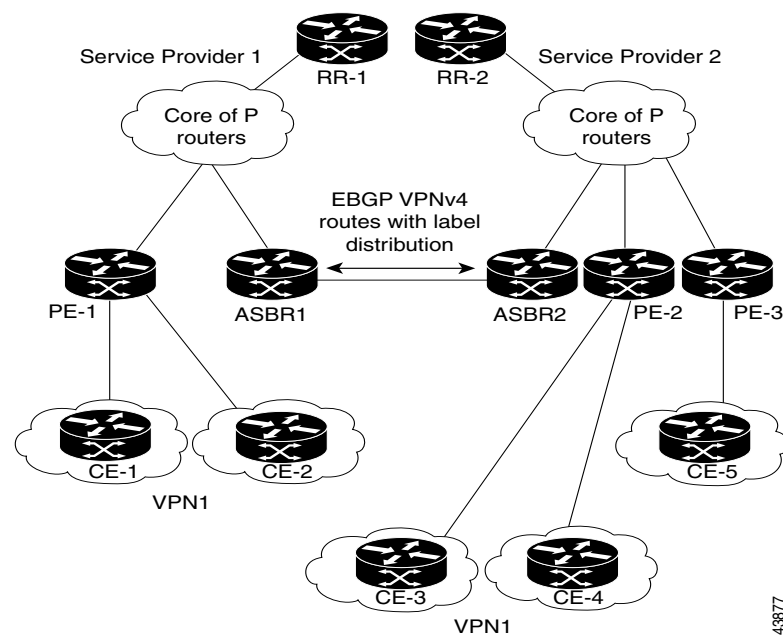 Service Provider 1
Service Provider 2
RR-1
RR-2
Core of P
routers
Core of P
routers
EBGP VPNv4
routes with label
distribution
PE-1
ASBR1
ASBR2
PE-2
PE-3
CE-1
CE-2
CE-5
VPN1
CE-3
CE-4
VPN1
43877